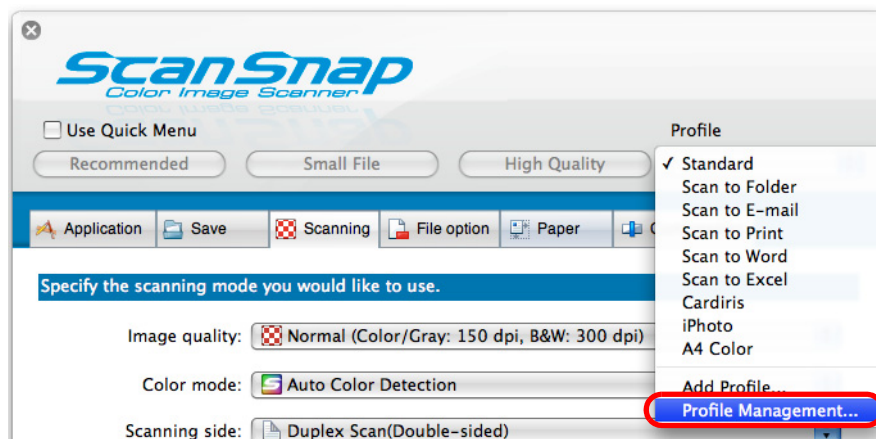 ScanSnap
Color Image Scanner
Use Quick Menu
Profile
Recommended
Small File
High Quality
✓ Standard
Scan to Folder
Scan to E-mail
Scan to Print
Scan to Word
Scan to Excel
Cardiris
iPhoto
A4 Color
Add Profile...
Profile Management...
Application
Save
Scanning
File option
Paper
Specify the scanning mode you would like to use.
Image quality: Normal (Color/Gray: 150 dpi, B&W: 300 dpi)
Color mode: Auto Color Detection
Scanning side: Duplex Scan(Double-sided)